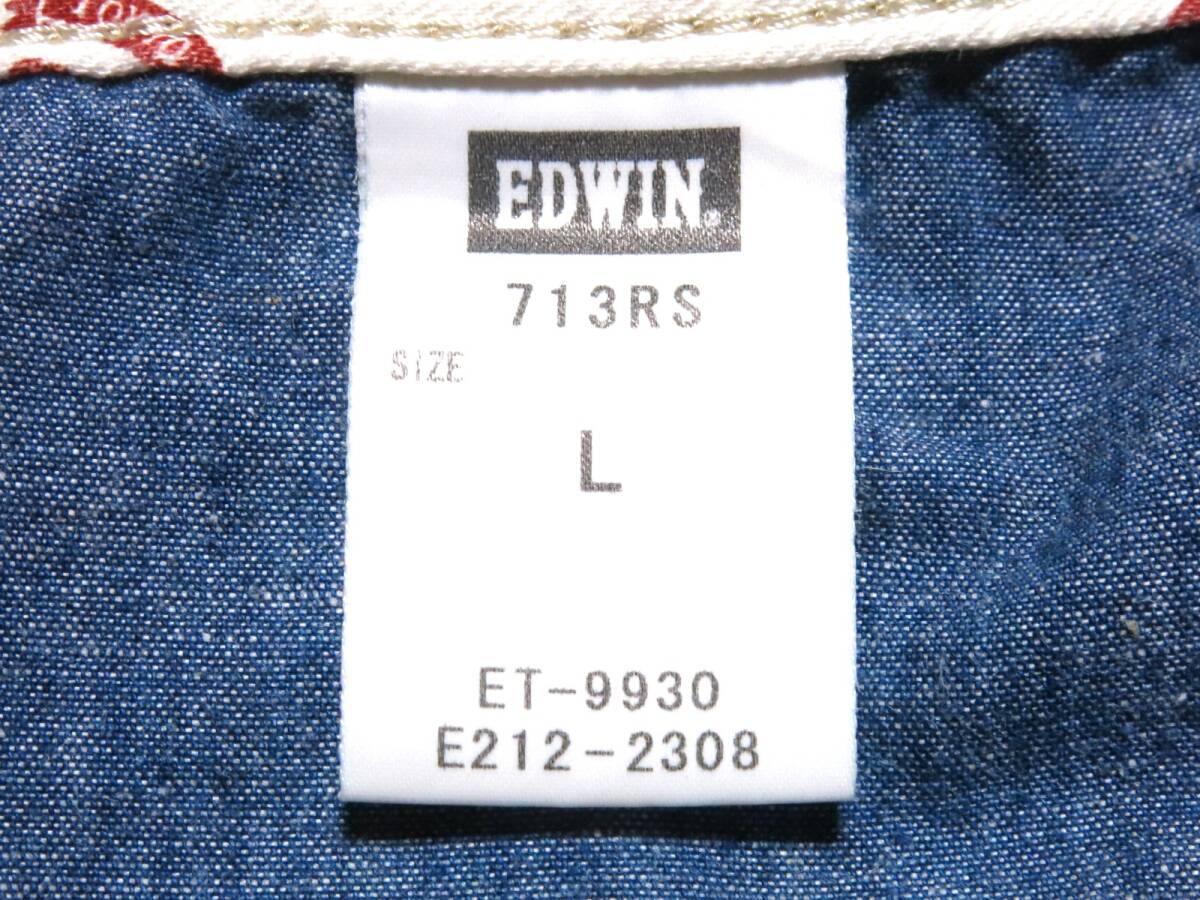 EDWIN®
713RS
SIZE
L
ET-9930
E212-2308